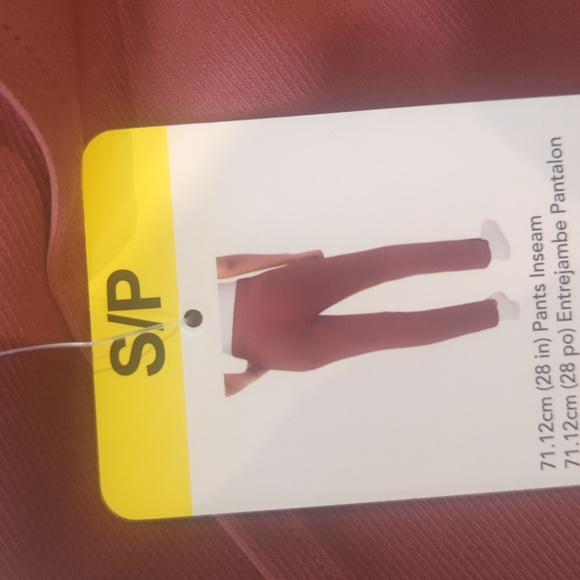 S/P
71.12cm (28 in) Pants Inseam
71.12cm (28 po) Entrejambe Pantalon